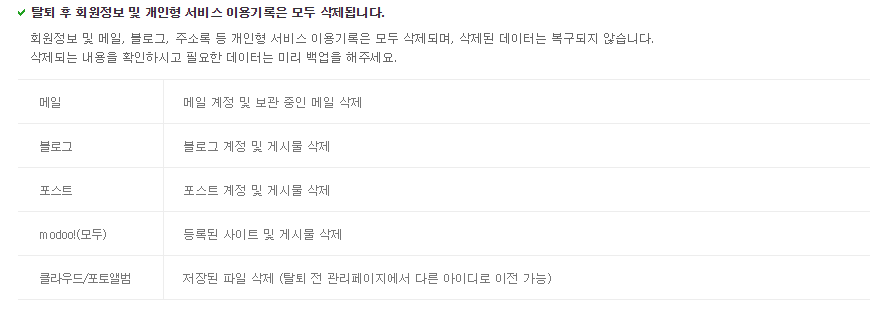 탈퇴 후 회원정보 및 개인형 서비스 이용기록은 모두 삭제됩니다.
회원정보 및 메일, 블로그, 주소록 등 개인형 서비스 이용기록은 모두 삭제되며, 삭제된 데이터는 복구되지 않습니다.
삭제되는 내용을 확인하시고 필요한 데이터는 미리 백업을 해주세요.
메일 메일 계정 및 보관 중인 메일 삭제
블로그 블로그 계정 및 게시물 삭제
포스트 포스트 계정 및 게시물 삭제
modoo!(모두) 등록된 사이트 및 게시물 삭제
클라우드/포토앨범 저장된 파일 삭제 (탈퇴 전 관리페이지에서 다른 아이디로 이전 가능)